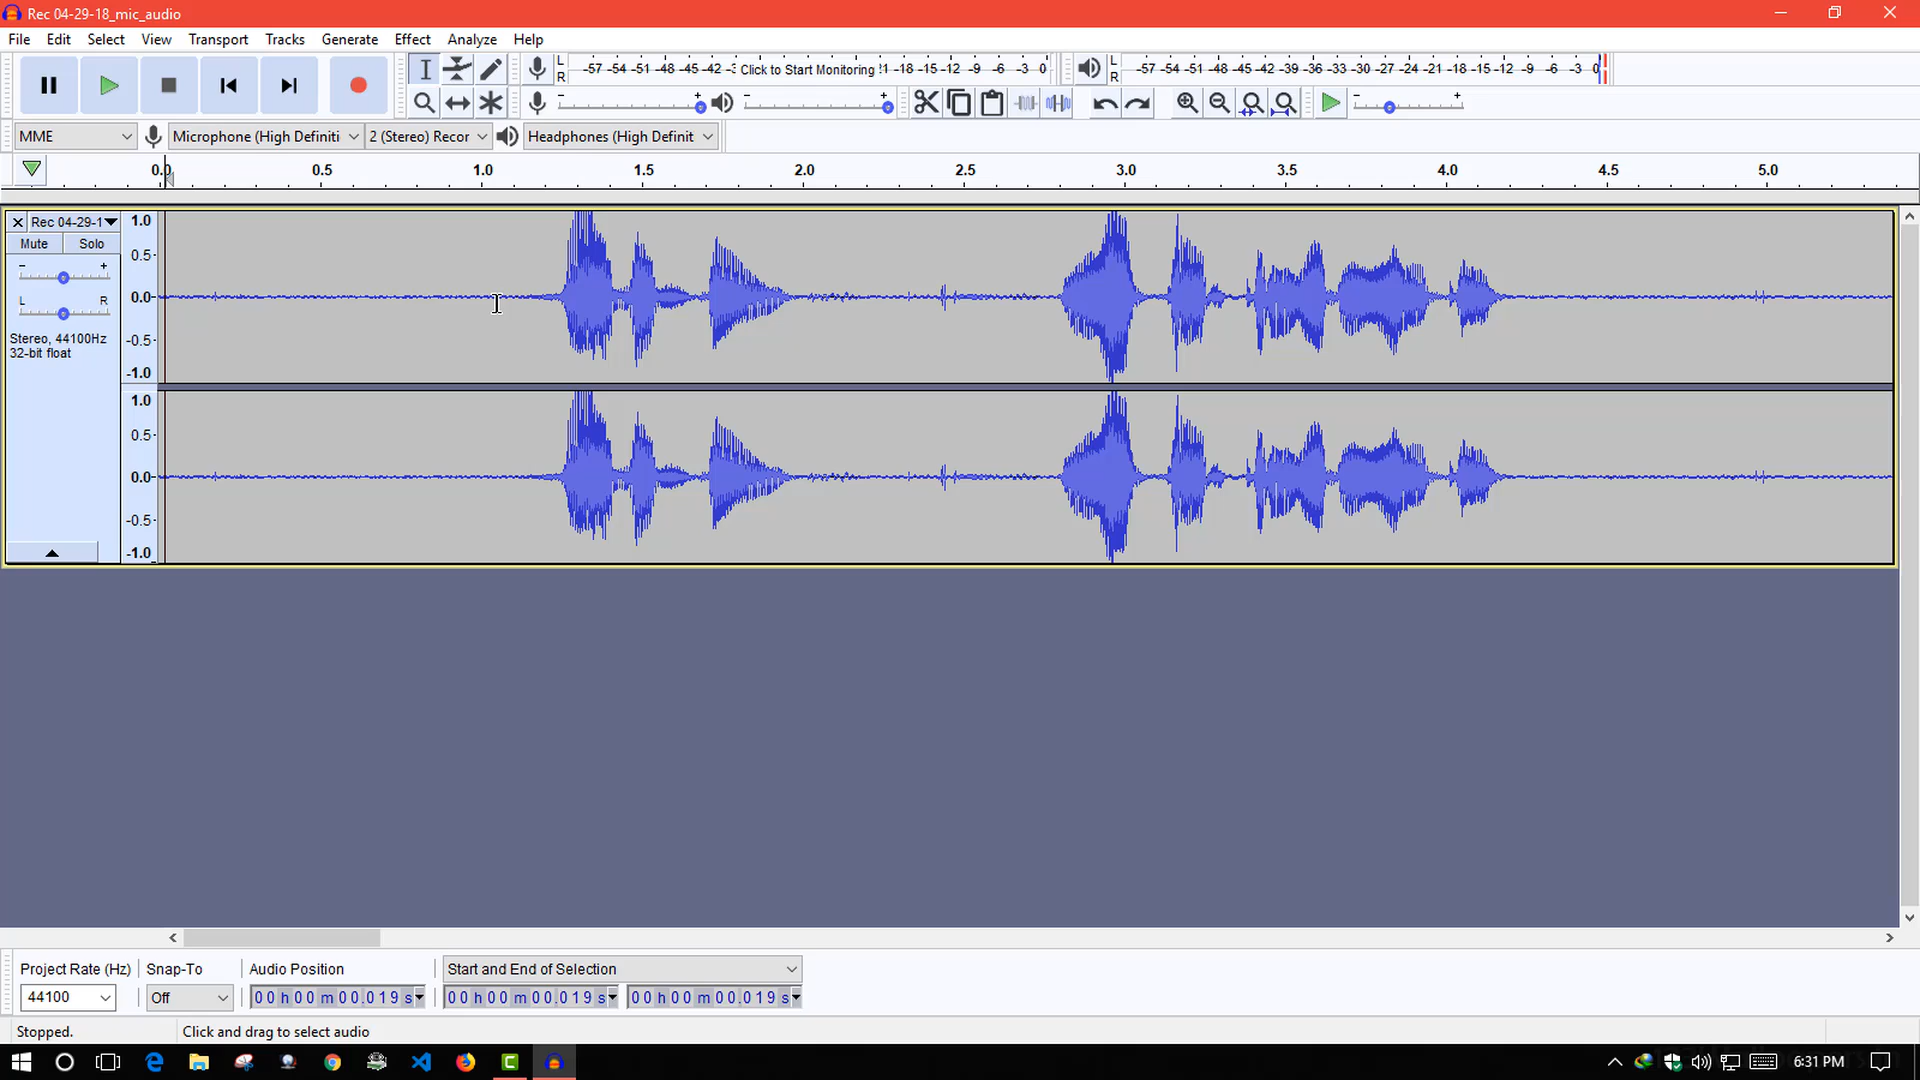 Rec 04-29-18_mic_audio
File Edit Select View Transport Tracks Generate Effect Analyze Help
L R -57 -54 -51 -48 -45 -42 -3 Click to Start Monitoring !1 -18 -15 -12 -9 -6 -3 0 L R -57 -54 -51 -48 -45 -42 -39 -36 -33 -30 -27 -24 -21 -18 -15 -12 -9 -6 -3 0
MME Microphone (High Definiti 2 (Stereo) Recor Headphones (High Definit
0.0 0.5 1.0 1.5 2.0 2.5 3.0 3.5 4.0 4.5 5.0
Rec 04-29-1 1.0
Mute Solo
0.5
L R 0.0
Stereo, 44100Hz -0.5
32-bit float
-1.0
1.0
0.5
0.0
-0.5
-1.0
Project Rate (Hz) Snap-To Audio Position Start and End of Selection
44100 Off 00 h 00 m 00.019 s 00 h 00 m 00.019 s 00 h 00 m 00.019 s
Stopped. Click and drag to select audio
6:31 PM